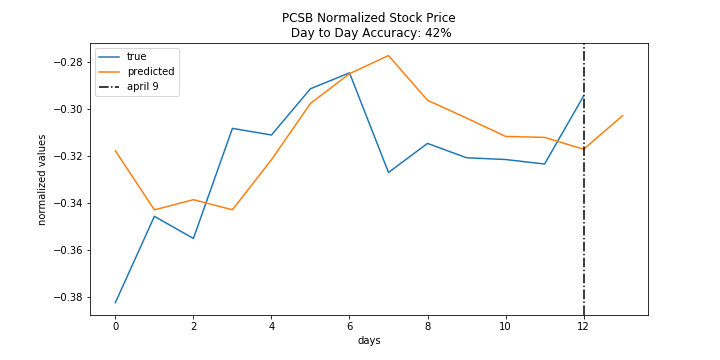 PCSB Normalized Stock Price
Day to Day Accuracy: 42%
true
predicted
april 9
normalized values
−0.28
−0.30
−0.32
−0.34
−0.36
−0.38
0
2
4
6
8
10
12
days